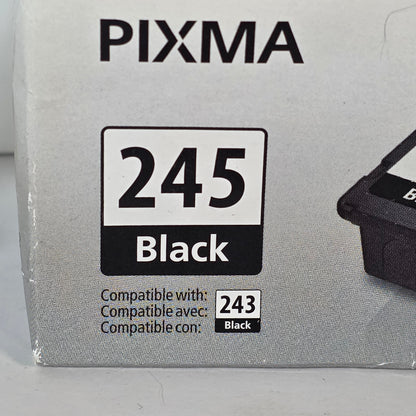 PIXMA
245
Black
Compatible with:
Compatible avec:
Compatible con:
243
Black